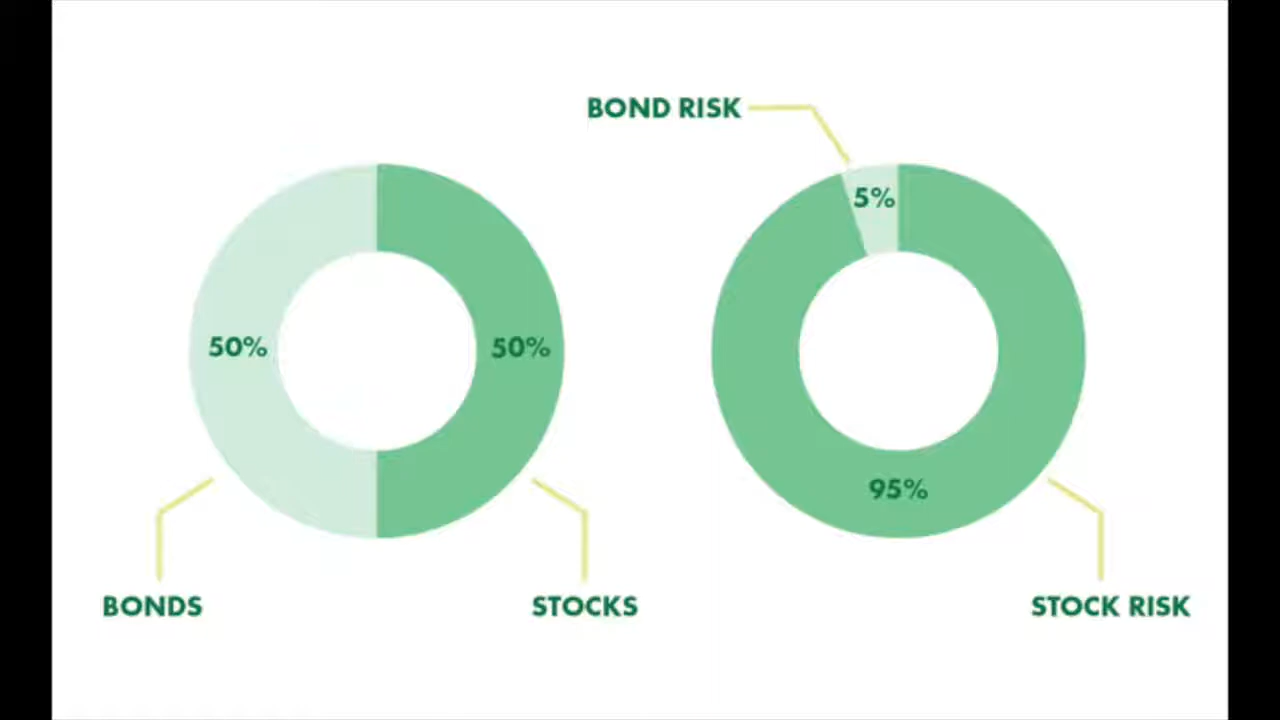 BOND RISK
5%
50%
50%
95%
BONDS
STOCKS
STOCK RISK